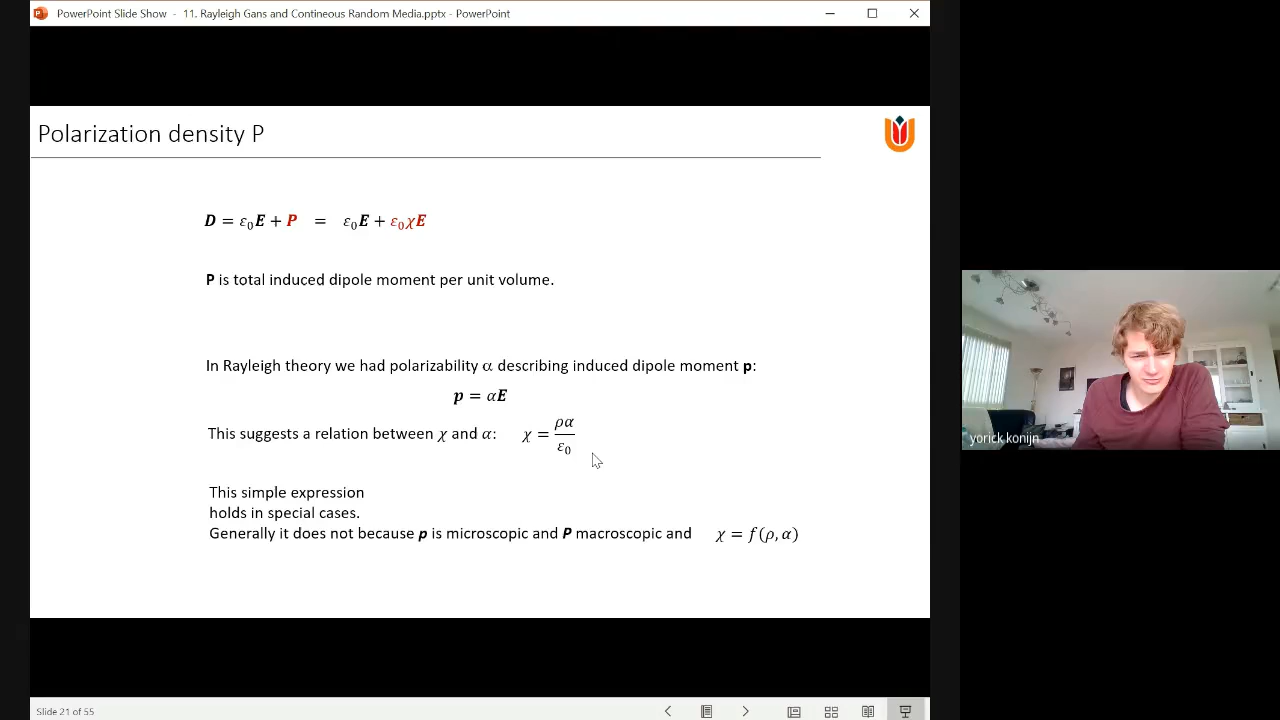 PowerPoint Slide Show - 11. Rayleigh Gans and Contineous Random Media.pptx - PowerPoint
Polarization density P
D = ε₀E + P = ε₀E + ε₀χE
P is total induced dipole moment per unit volume.
In Rayleigh theory we had polarizability α describing induced dipole moment p:
p = αE
This suggests a relation between χ and α: χ = ρα/ε₀
yorick konijn
This simple expression
holds in special cases.
Generally it does not because p is microscopic and P macroscopic and χ = f(ρ, α)
Slide 21 of 55